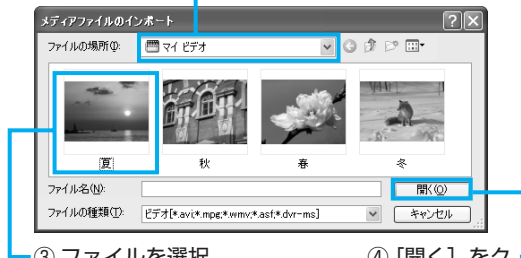 メディアファイルのインポート
ファイルの場所(I): マイ ビデオ
夏 秋 春 冬
ファイル名(N): 開く(O)
ファイルの種類(T): ビデオ[*.avi;*.mpg;*.wmv;*.asf;*.dvr-ms] キャンセル
③ ファイルを選択 ④［開く］をク